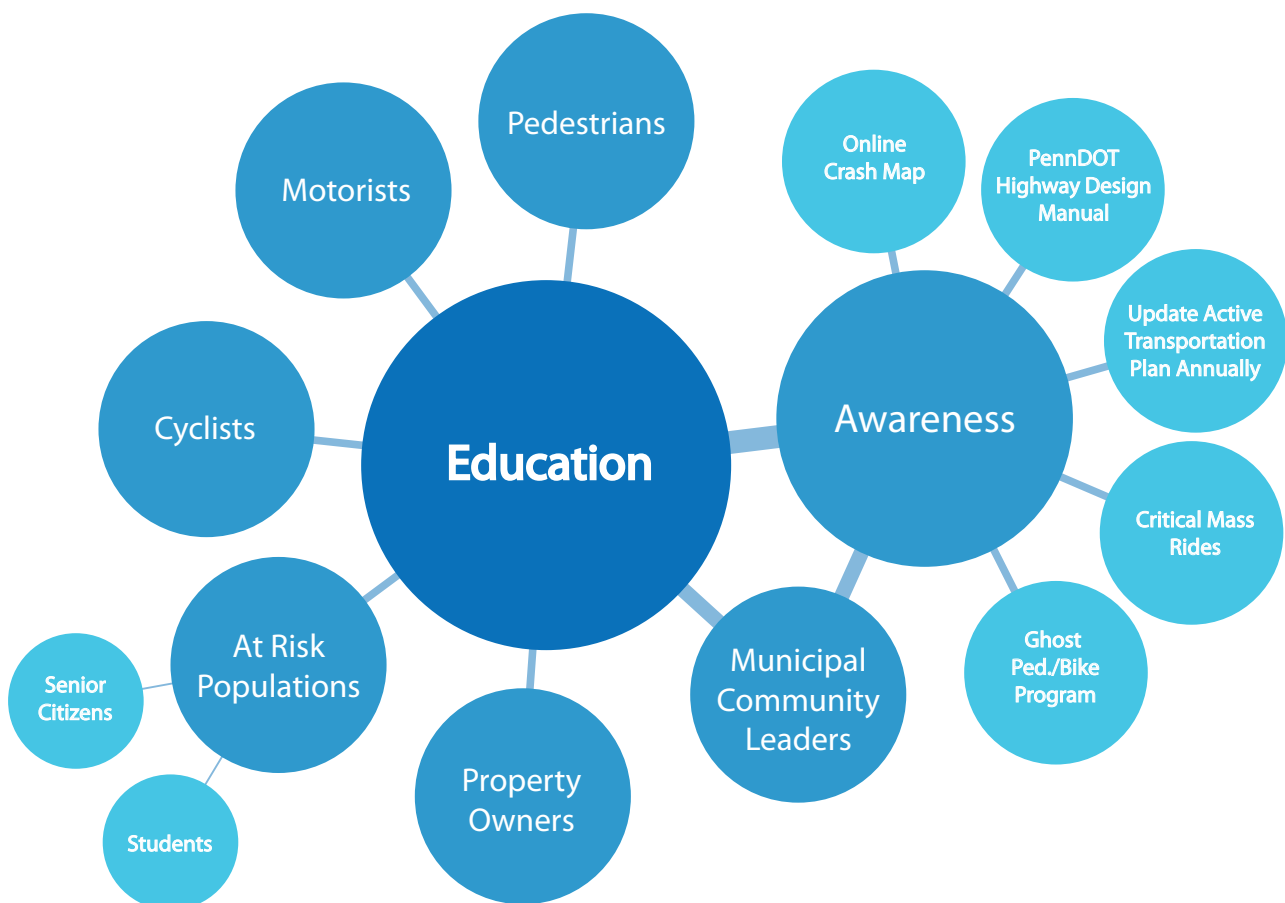 Pedestrians
Motorists
Online
Crash Map
PennDOT
Highway Design
Manual
Update Active
Transportation
Plan Annually
Cyclists
Education
Awareness
Critical Mass
Rides
At Risk
Populations
Senior
Citizens
Students
Property
Owners
Municipal
Community
Leaders
Ghost
Ped./Bike
Program